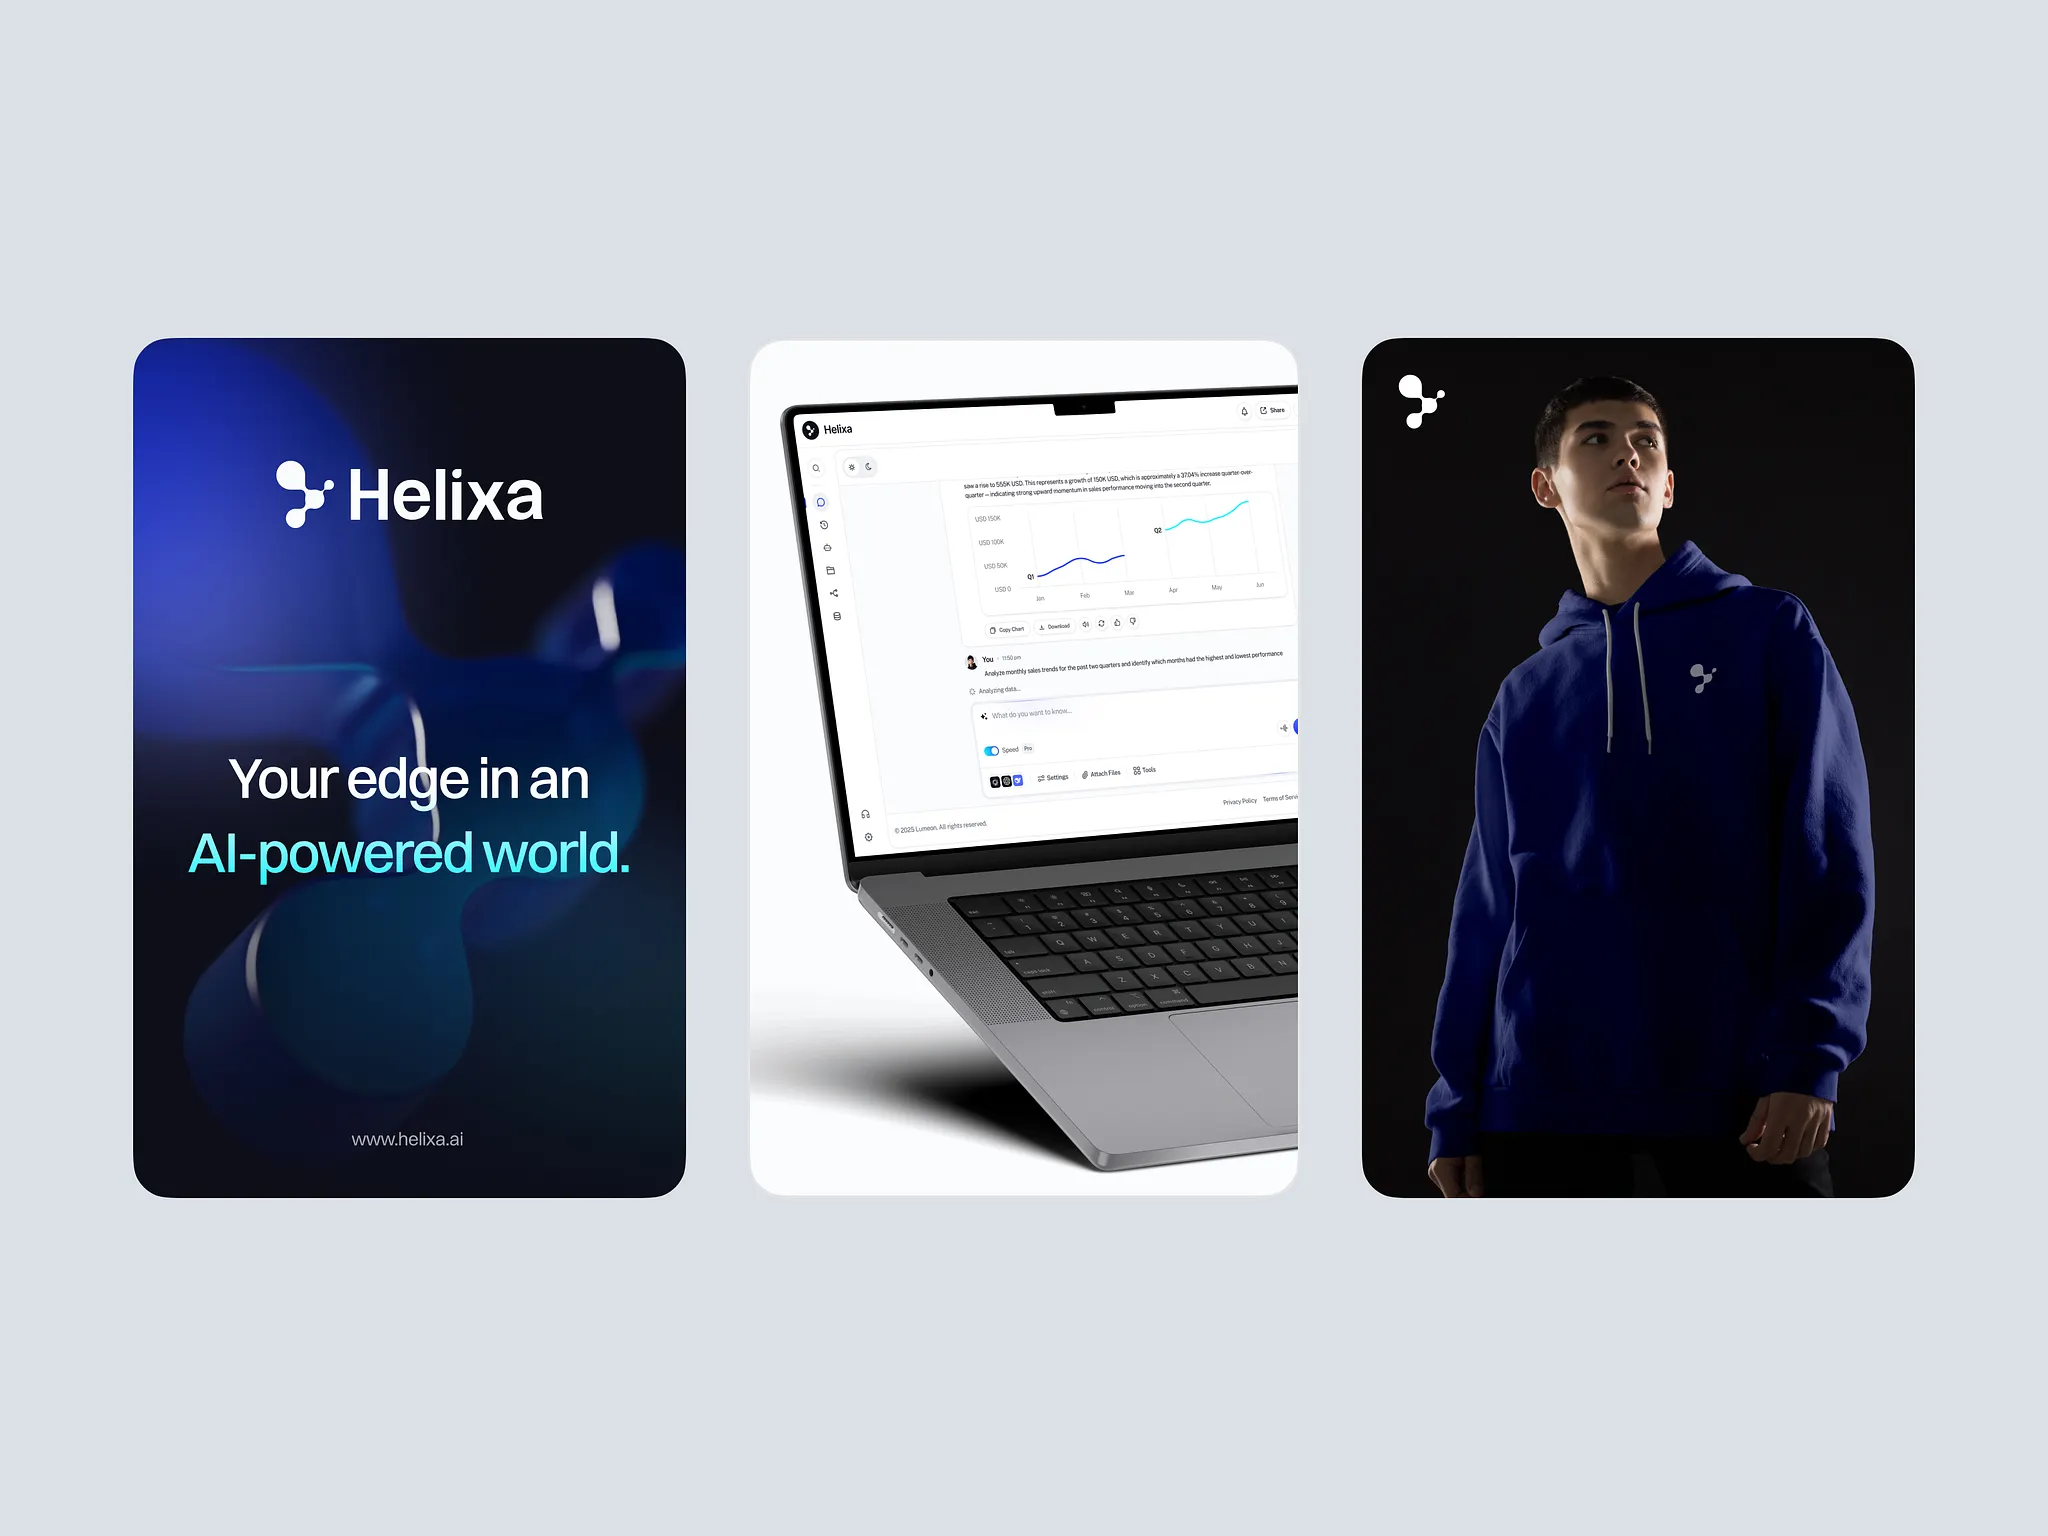 Helixa
Your edge in an
AI-powered world.
www.helixa.ai
Helixa
Share
saw a rise to 555K USD. This represents a growth of 150K USD, which is approximately a 37.04% increase quarter-over-
quarter – indicating strong upward momentum in sales performance moving into the second quarter.
USD 150K
USD 100K
USD 50K
USD 0
Q1
Q2
Jan
Feb
Mar
Apr
May
Jun
Copy Chart
Download
You · 11:50 pm
Analyze monthly sales trends for the past two quarters and identify which months had the highest and lowest performance
Analyzing data...
What do you want to know...
Speed
Pro
Settings
Attach Files
Tools
Privacy Policy
Terms of
© 2025 Lumeon. All rights reserved.
tab
caps lock
Q W E R T Y U I
A S D F G H J
Z X C V B N
option
command